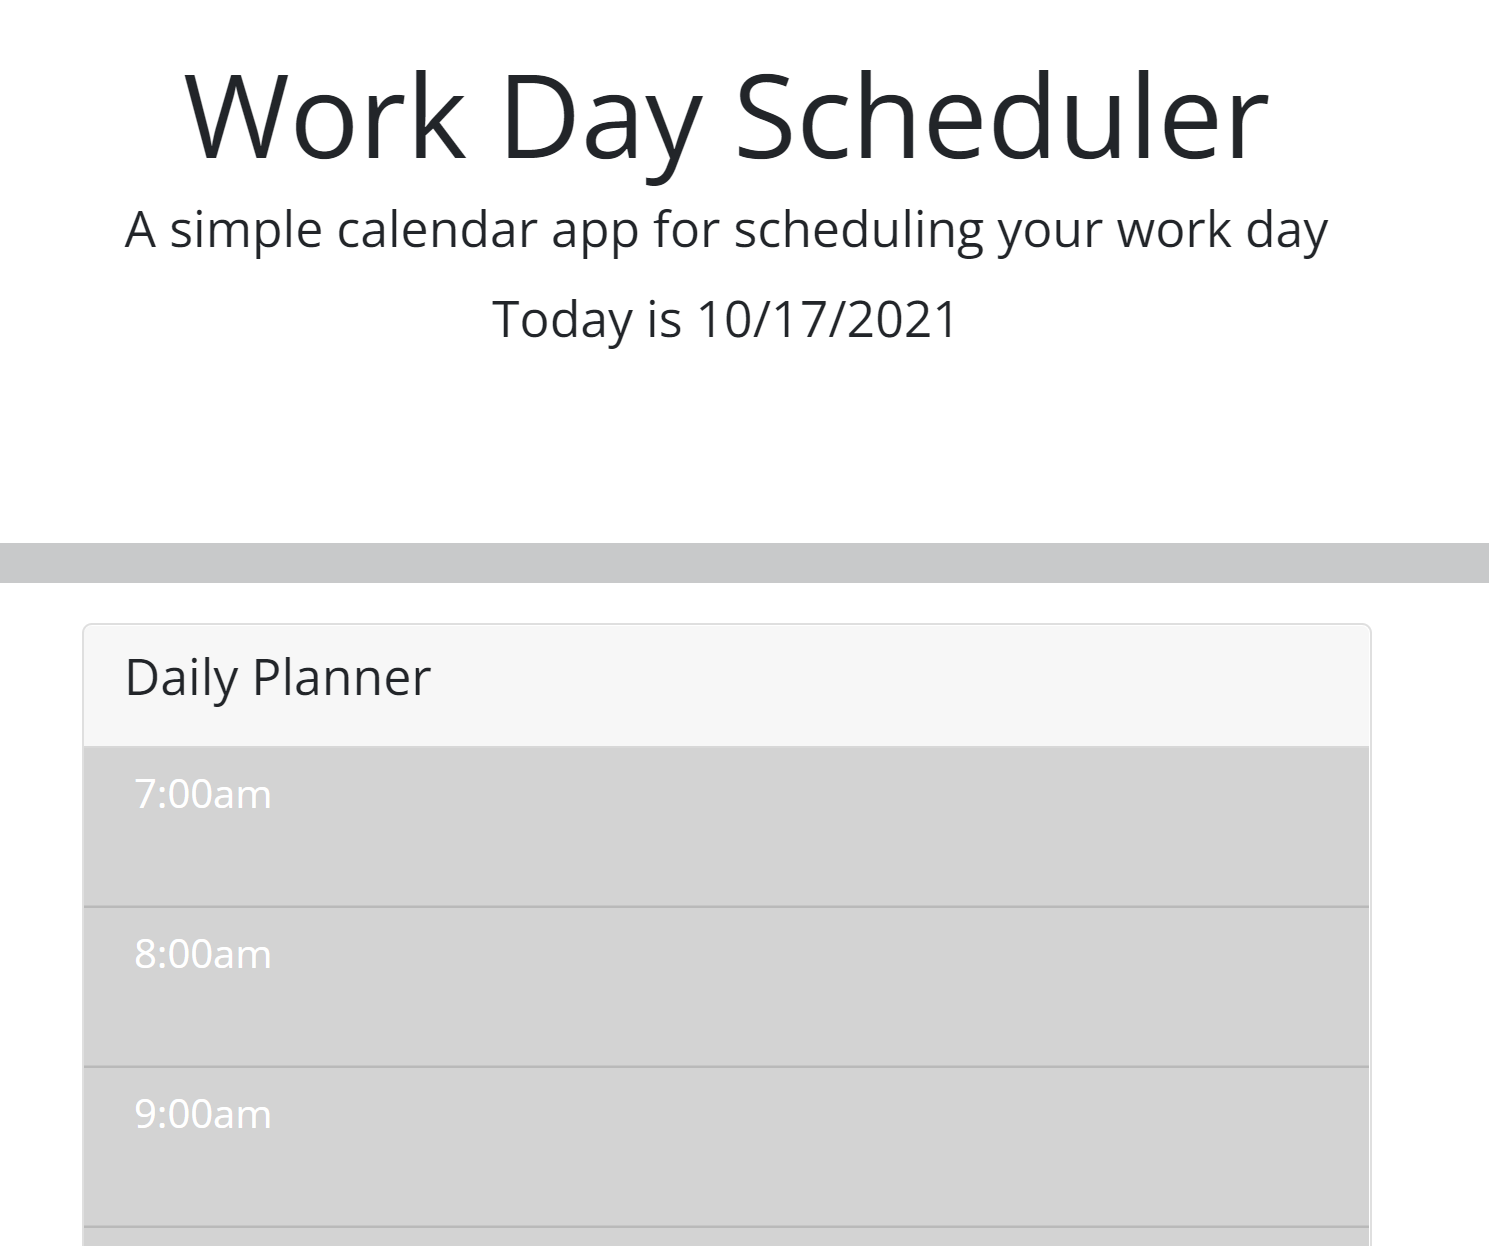 Work Day Scheduler
A simple calendar app for scheduling your work day
Today is 10/17/2021
Daily Planner
7:00am
8:00am
9:00am